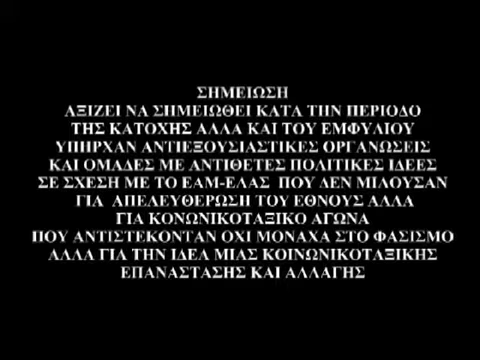 ΣΗΜΕΙΩΣΗ
ΑΞΙΖΕΙ ΝΑ ΣΗΜΕΙΩΘΕΙ ΚΑΤΑ ΤΗΝ ΠΕΡΙΟΔΟ
ΤΗΣ ΚΑΤΟΧΗΣ ΑΛΛΑ ΚΑΙ ΤΟΥ ΕΜΦΥΛΙΟΥ
ΥΠΗΡΧΑΝ ΑΝΤΙΕΞΟΥΣΙΑΣΤΙΚΕΣ ΟΡΓΑΝΩΣΕΙΣ
ΚΑΙ ΟΜΑΔΕΣ ΜΕ ΑΝΤΙΘΕΤΕΣ ΠΟΛΙΤΙΚΕΣ ΙΔΕΕΣ
ΣΕ ΣΧΕΣΗ ΜΕ ΤΟ ΕΑΜ-ΕΛΑΣ ΠΟΥ ΔΕΝ ΜΙΛΟΥΣΑΝ
ΓΙΑ ΑΠΕΛΕΥΘΕΡΩΣΗ ΤΟΥ ΕΘΝΟΥΣ ΑΛΛΑ
ΓΙΑ ΚΟΝΩΝΙΚΟΤΑΞΙΚΟ ΑΓΩΝΑ
ΠΟΥ ΑΝΤΙΣΤΕΚΟΝΤΑΝ ΟΧΙ ΜΟΝΑΧΑ ΣΤΟ ΦΑΣΙΣΜΟ
ΑΛΛΑ ΓΙΑ ΤΗΝ ΙΔΕΑ ΜΙΑΣ ΚΟΙΝΩΝΙΚΟΤΑΞΙΚΗΣ
ΕΠΑΝΑΣΤΑΣΗΣ ΚΑΙ ΑΛΛΑΓΗΣ